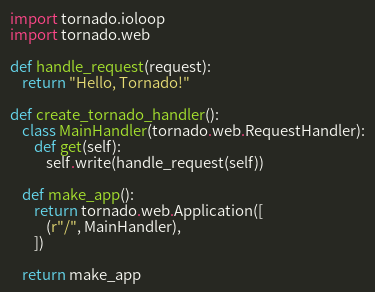 import tornado.ioloop
import tornado.web

def handle_request(request):
    return "Hello, Tornado!"

def create_tornado_handler():
    class MainHandler(tornado.web.RequestHandler):
        def get(self):
            self.write(handle_request(self))

    def make_app():
        return tornado.web.Application([
            (r"/", MainHandler),
        ])

    return make_app